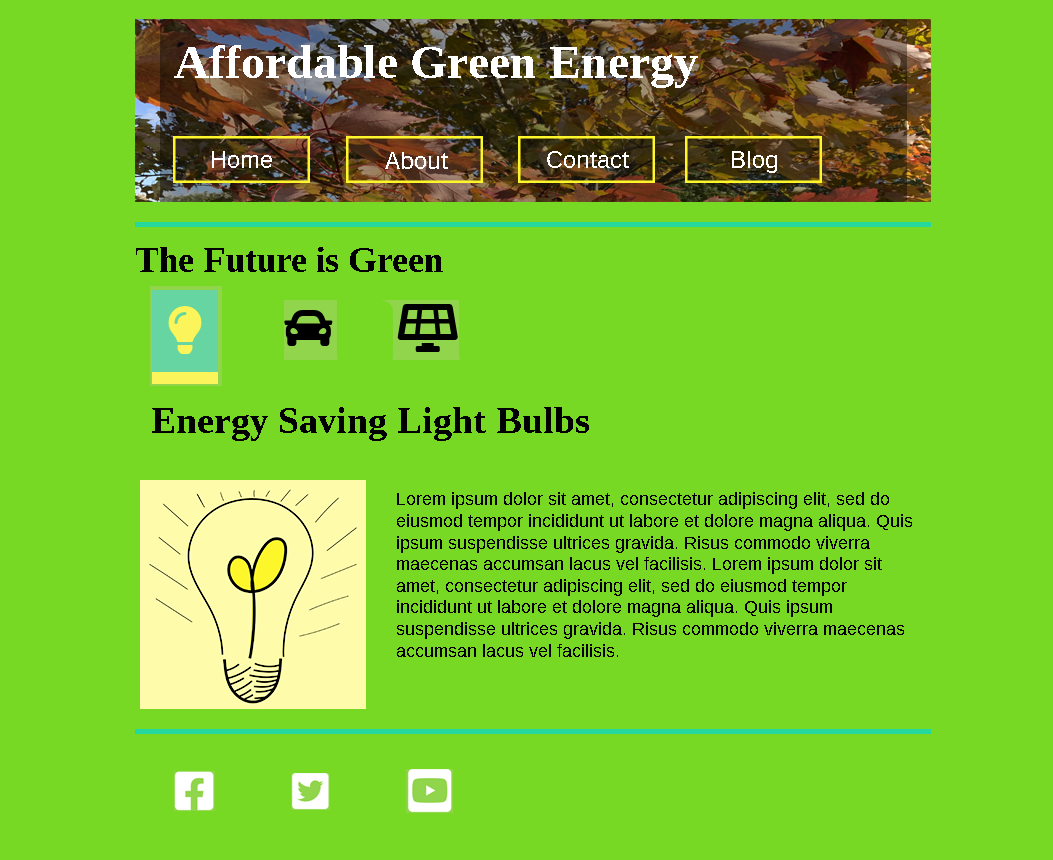 Affordable Green Energy
Home About Contact Blog
The Future is Green
Energy Saving Light Bulbs
Lorem ipsum dolor sit amet, consectetur adipiscing elit, sed do
eiusmod tempor incididunt ut labore et dolore magna aliqua. Quis
ipsum suspendisse ultrices gravida. Risus commodo viverra
maecenas accumsan lacus vel facilisis. Lorem ipsum dolor sit
amet, consectetur adipiscing elit, sed do eiusmod tempor
incididunt ut labore et dolore magna aliqua. Quis ipsum
suspendisse ultrices gravida. Risus commodo viverra maecenas
accumsan lacus vel facilisis.